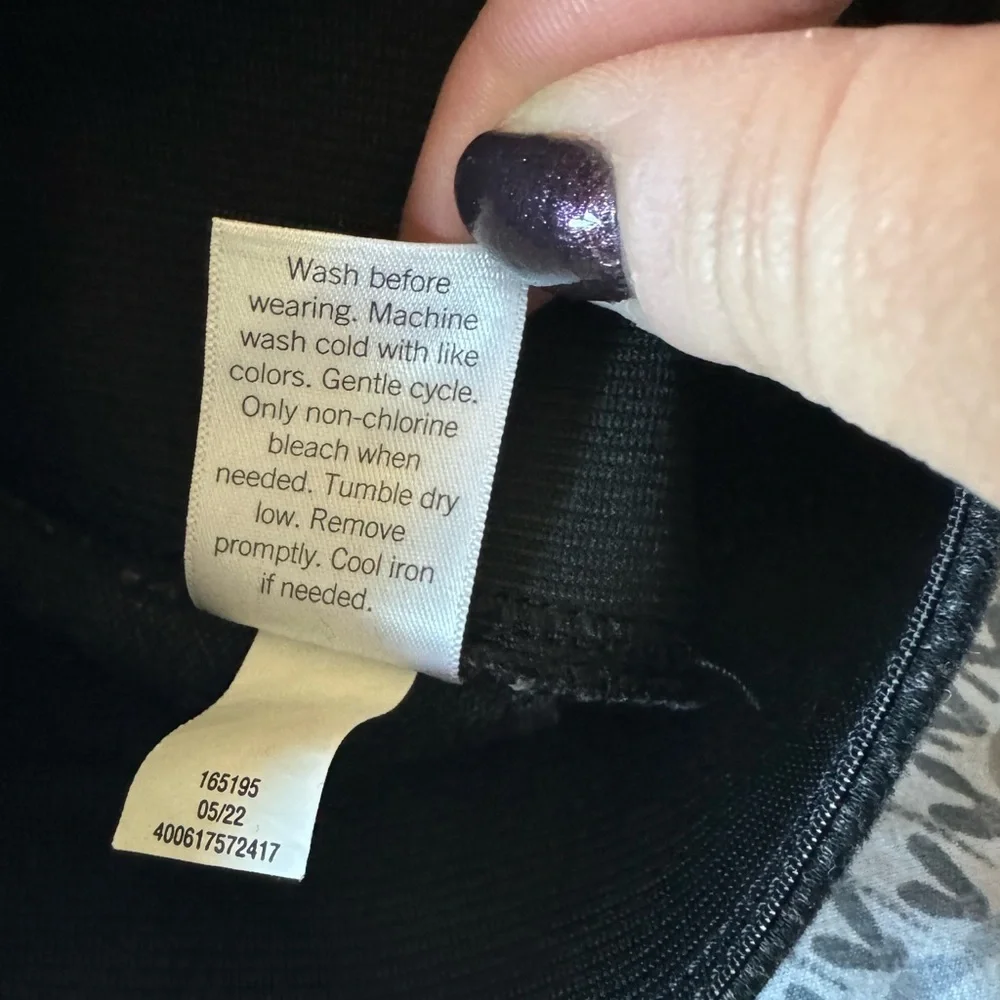 Wash before
wearing. Machine
wash cold with like
colors. Gentle cycle.
Only non-chlorine
bleach when
needed. Tumble dry
low. Remove
promptly. Cool iron
if needed.
165195
05/22
400617572417